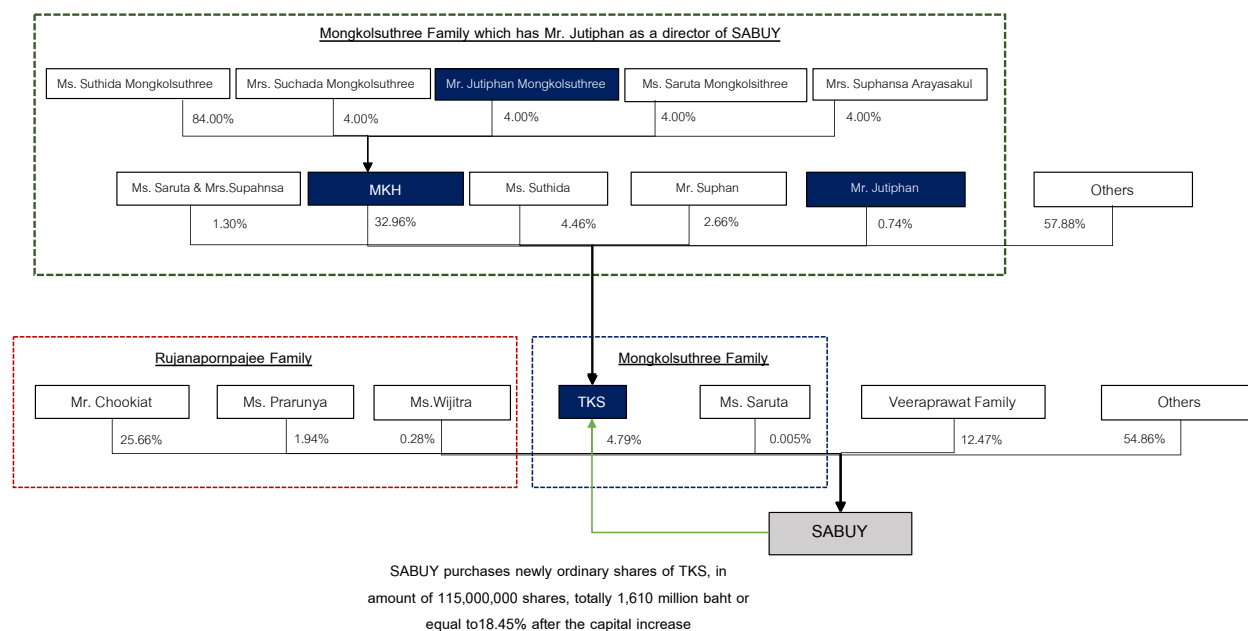 Mongkolsuthree Family which has Mr. Jutiphan as a director of SABUY
Ms. Suthida Mongkolsuthree
Mrs. Suchada Mongkolsuthree
Mr. Jutiphan Mongkolsuthree
Ms. Saruta Mongkolsithree
Mrs. Suphansa Arayasakul
84.00%
4.00%
4.00%
4.00%
4.00%
Ms. Saruta & Mrs.Supahnsa
MKH
Ms. Suthida
Mr. Suphan
Mr. Jutiphan
Others
1.30%
32.96%
4.46%
2.66%
0.74%
57.88%
Rujanapornpajee Family
Mongkolsuthree Family
Mr. Chookiat
Ms. Prarunya
Ms.Wijitra
TKS
Ms. Saruta
Veeraprawat Family
Others
25.66%
1.94%
0.28%
4.79%
0.005%
12.47%
54.86%
SABUY
SABUY purchases newly ordinary shares of TKS, in
amount of 115,000,000 shares, totally 1,610 million baht or
equal to18.45% after the capital increase